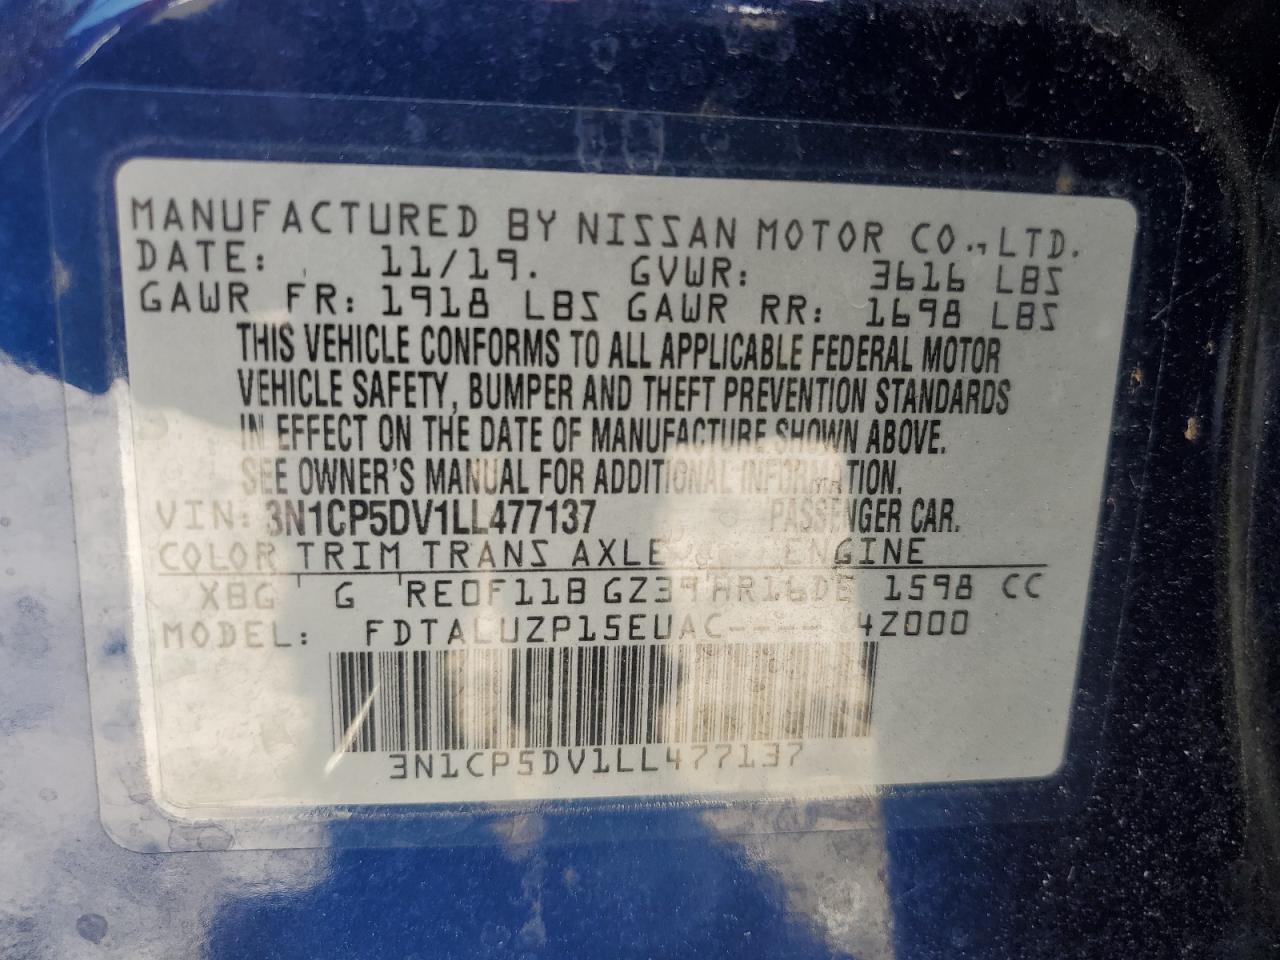 MANUFACTURED BY NISSAN MOTOR CO., LTD.
DATE: 11/19. GVWR: 3616 LBS
GAWR FR: 1918 LBS GAWR RR: 1698 LBS
THIS VEHICLE CONFORMS TO ALL APPLICABLE FEDERAL MOTOR
VEHICLE SAFETY, BUMPER AND THEFT PREVENTION STANDARDS
IN EFFECT ON THE DATE OF MANUFACTURE SHOWN ABOVE.
SEE OWNER'S MANUAL FOR ADDITIONAL INFORMATION.
VIN: 3N1CP5DV1LL477137 PASSENGER CAR.
COLOR TRIM TRANS AXLE ENGINE
XBG G RE0F11B GZ39 HR16DE 1598 CC
MODEL: FDTALUZP15EUAC---- 4Z000
3N1CP5DV1LL477137